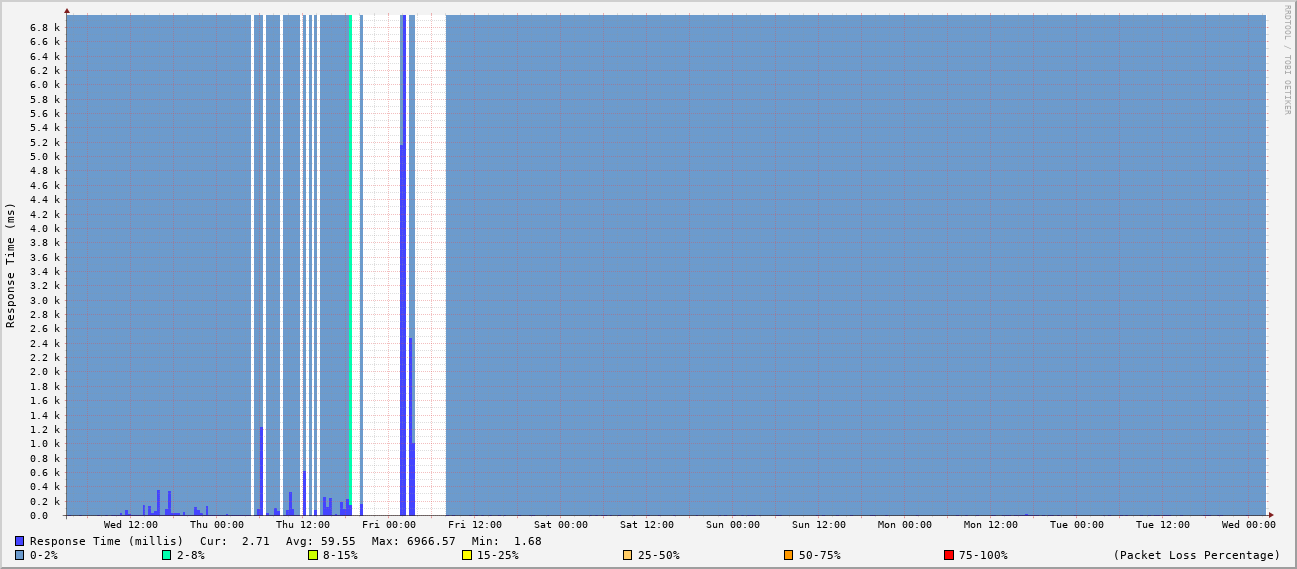 RRDTOOL / TOBI OETIKER
Response Time (ms)
6.8 k
6.6 k
6.4 k
6.2 k
6.0 k
5.8 k
5.6 k
5.4 k
5.2 k
5.0 k
4.8 k
4.6 k
4.4 k
4.2 k
4.0 k
3.8 k
3.6 k
3.4 k
3.2 k
3.0 k
2.8 k
2.6 k
2.4 k
2.2 k
2.0 k
1.8 k
1.6 k
1.4 k
1.2 k
1.0 k
0.8 k
0.6 k
0.4 k
0.2 k
0.0
Wed 12:00 Thu 00:00 Thu 12:00 Fri 00:00 Fri 12:00 Sat 00:00 Sat 12:00 Sun 00:00 Sun 12:00 Mon 00:00 Mon 12:00 Tue 00:00 Tue 12:00 Wed 00:00
Response Time (millis) Cur: 2.71 Avg: 59.55 Max: 6966.57 Min: 1.68
0-2% 2-8% 8-15% 15-25% 25-50% 50-75% 75-100% (Packet Loss Percentage)